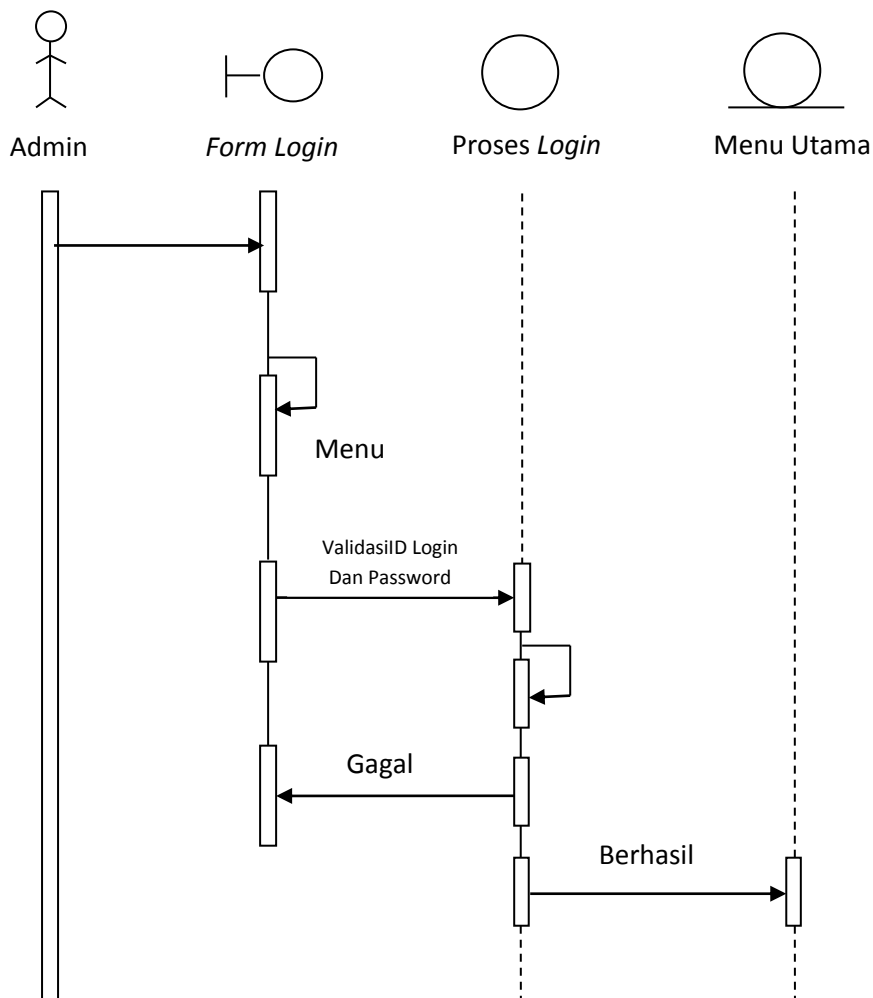 Admin
Form Login
Proses Login
Menu Utama
Menu
ValidasiID Login
Dan Password
Gagal
Berhasil